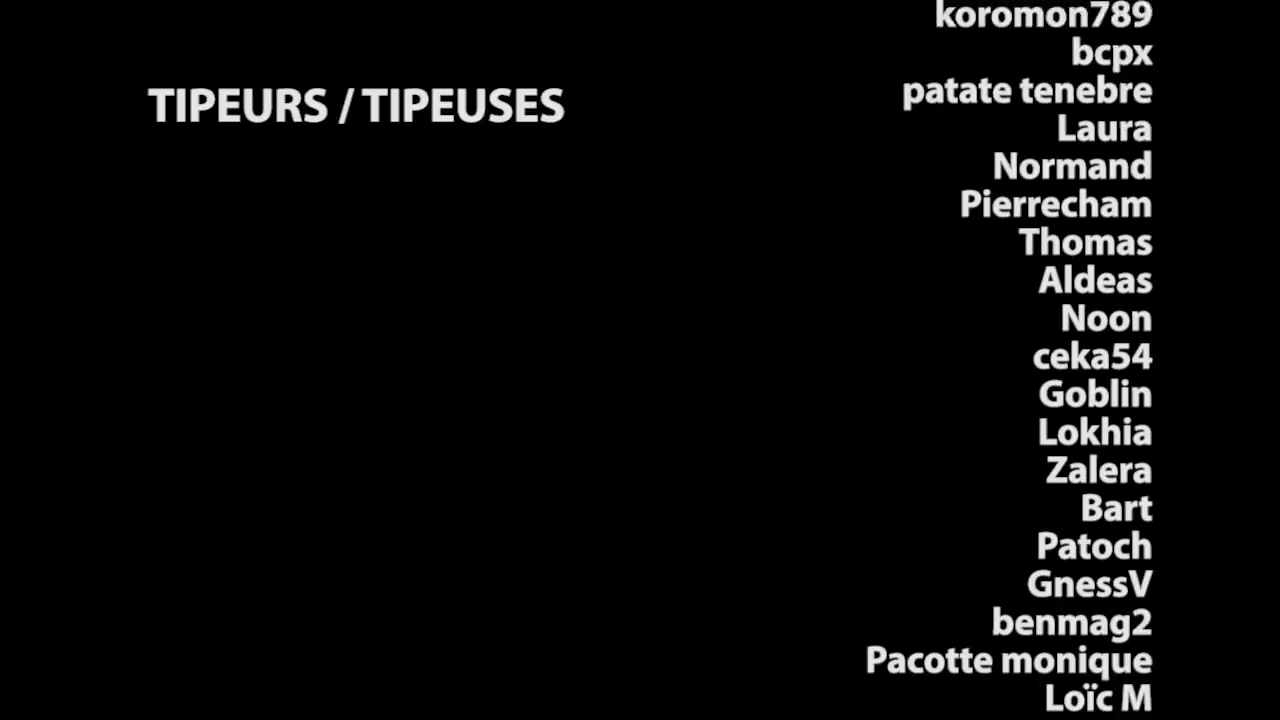 TIPEURS / TIPEUSES
koromon789
bcpx
patate tenebre
Laura
Normand
Pierrecham
Thomas
Aldeas
Noon
ceka54
Goblin
Lokhia
Zalera
Bart
Patoch
GnessV
benmag2
Pacotte monique
Loïc M